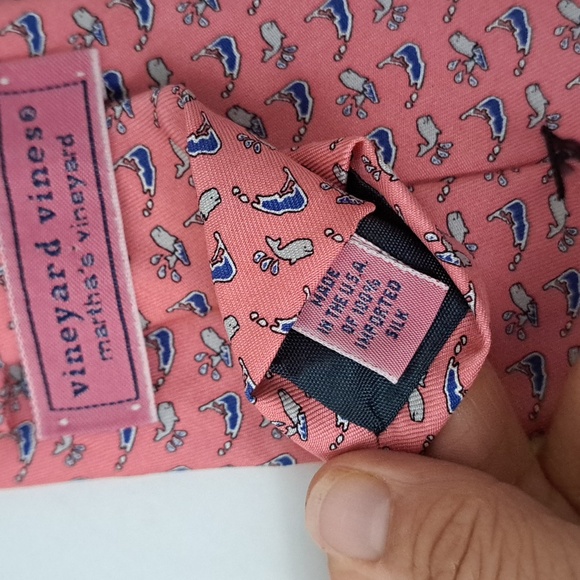 vineyard vines®
martha's vineyard
MADE
IN THE U.S.A.
OF 100%
IMPORTED
SILK